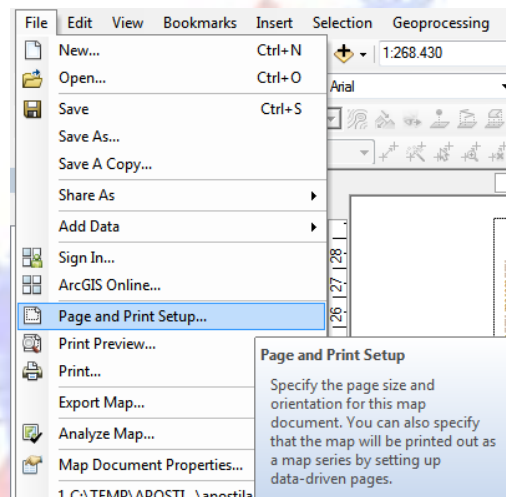 File Edit View Bookmarks Insert Selection Geoprocessing
New... Ctrl+N
1:268.430
Open... Ctrl+O
Arial
Save Ctrl+S
Save As...
Save A Copy...
Share As
Add Data
28
Sign In...
27
ArcGIS Online...
26
Page and Print Setup...
Print Preview...
Page and Print Setup
Print...
Specify the page size and
orientation for this map
document. You can also specify
that the map will be printed out as
a map series by setting up
data-driven pages.
Export Map...
Analyze Map...
Map Document Properties...
1 C:\TEMP\APOSTI...\apostila